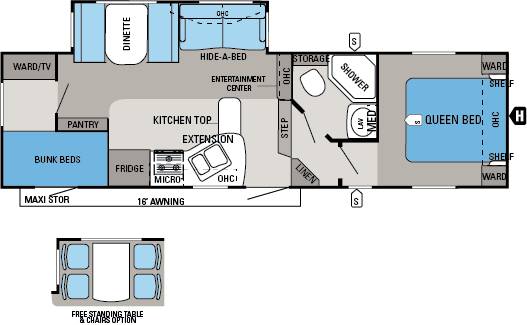 OHC
DINETTE
HIDE-A-BED
S
WARD/TV
STORAGE
WARD
ENTERTAINMENT
CENTER
OHC
SHOWER
SHELF
H
PANTRY
KITCHEN TOP
EXTENSION
STEP
LAV
MED
S
QUEEN BED
OHC
BUNK BEDS
FRIDGE
MICRO
OHC
LINEN
SHELF
WARD
MAXI STOR
16' AWNING
S
FREE STANDING TABLE
& CHAIRS OPTION